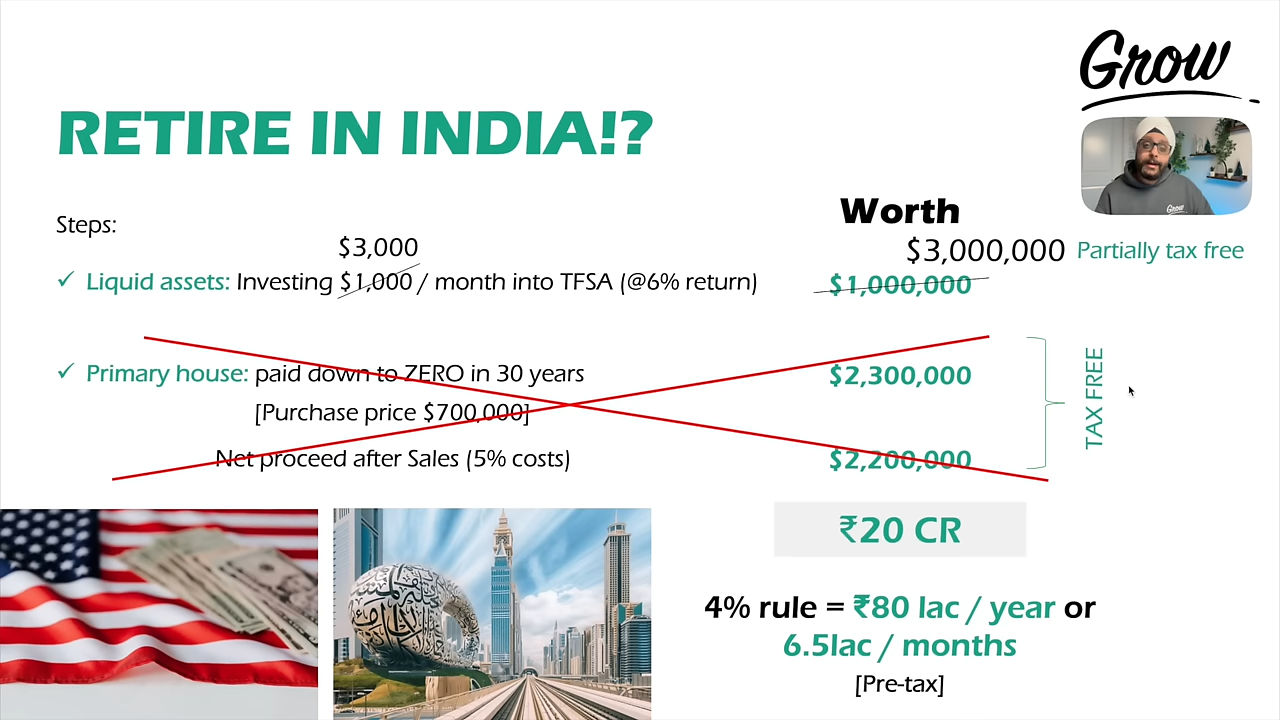 Grow
RETIRE IN INDIA!?
Worth
Steps:
$3,000
$3,000,000 Partially tax free
✓ Liquid assets: Investing $1,000 / month into TFSA (@6% return) $1,000,000
✓ Primary house: paid down to ZERO in 30 years $2,300,000
[Purchase price $700,000]
TAX FREE
Net proceed after Sales (5% costs) $2,200,000
₹20 CR
4% rule = ₹80 lac / year or
6.5lac / months
[Pre-tax]